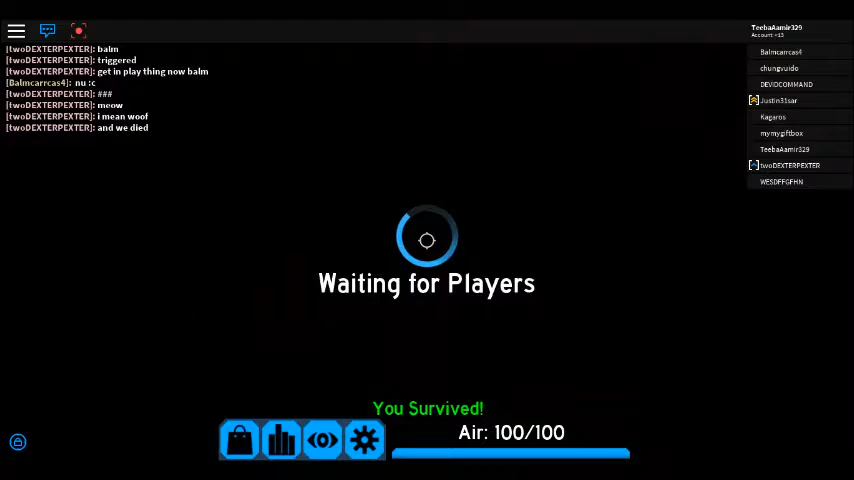 TeebaAamir329
Account: <13
[twoDEXTERPEXTER]: balm
[twoDEXTERPEXTER]: triggered
[twoDEXTERPEXTER]: get in play thing now balm
[Balmcarrcas4]: nu :c
[twoDEXTERPEXTER]: ###
[twoDEXTERPEXTER]: meow
[twoDEXTERPEXTER]: i mean woof
[twoDEXTERPEXTER]: and we died
Balmcarrcas4
chungvuido
DEVIDCOMMAND
Justin31sar
Kagaros
mymygiftbox
TeebaAamir329
twoDEXTERPEXTER
WESDFFGFHN
Waiting for Players
You Survived!
Air: 100/100